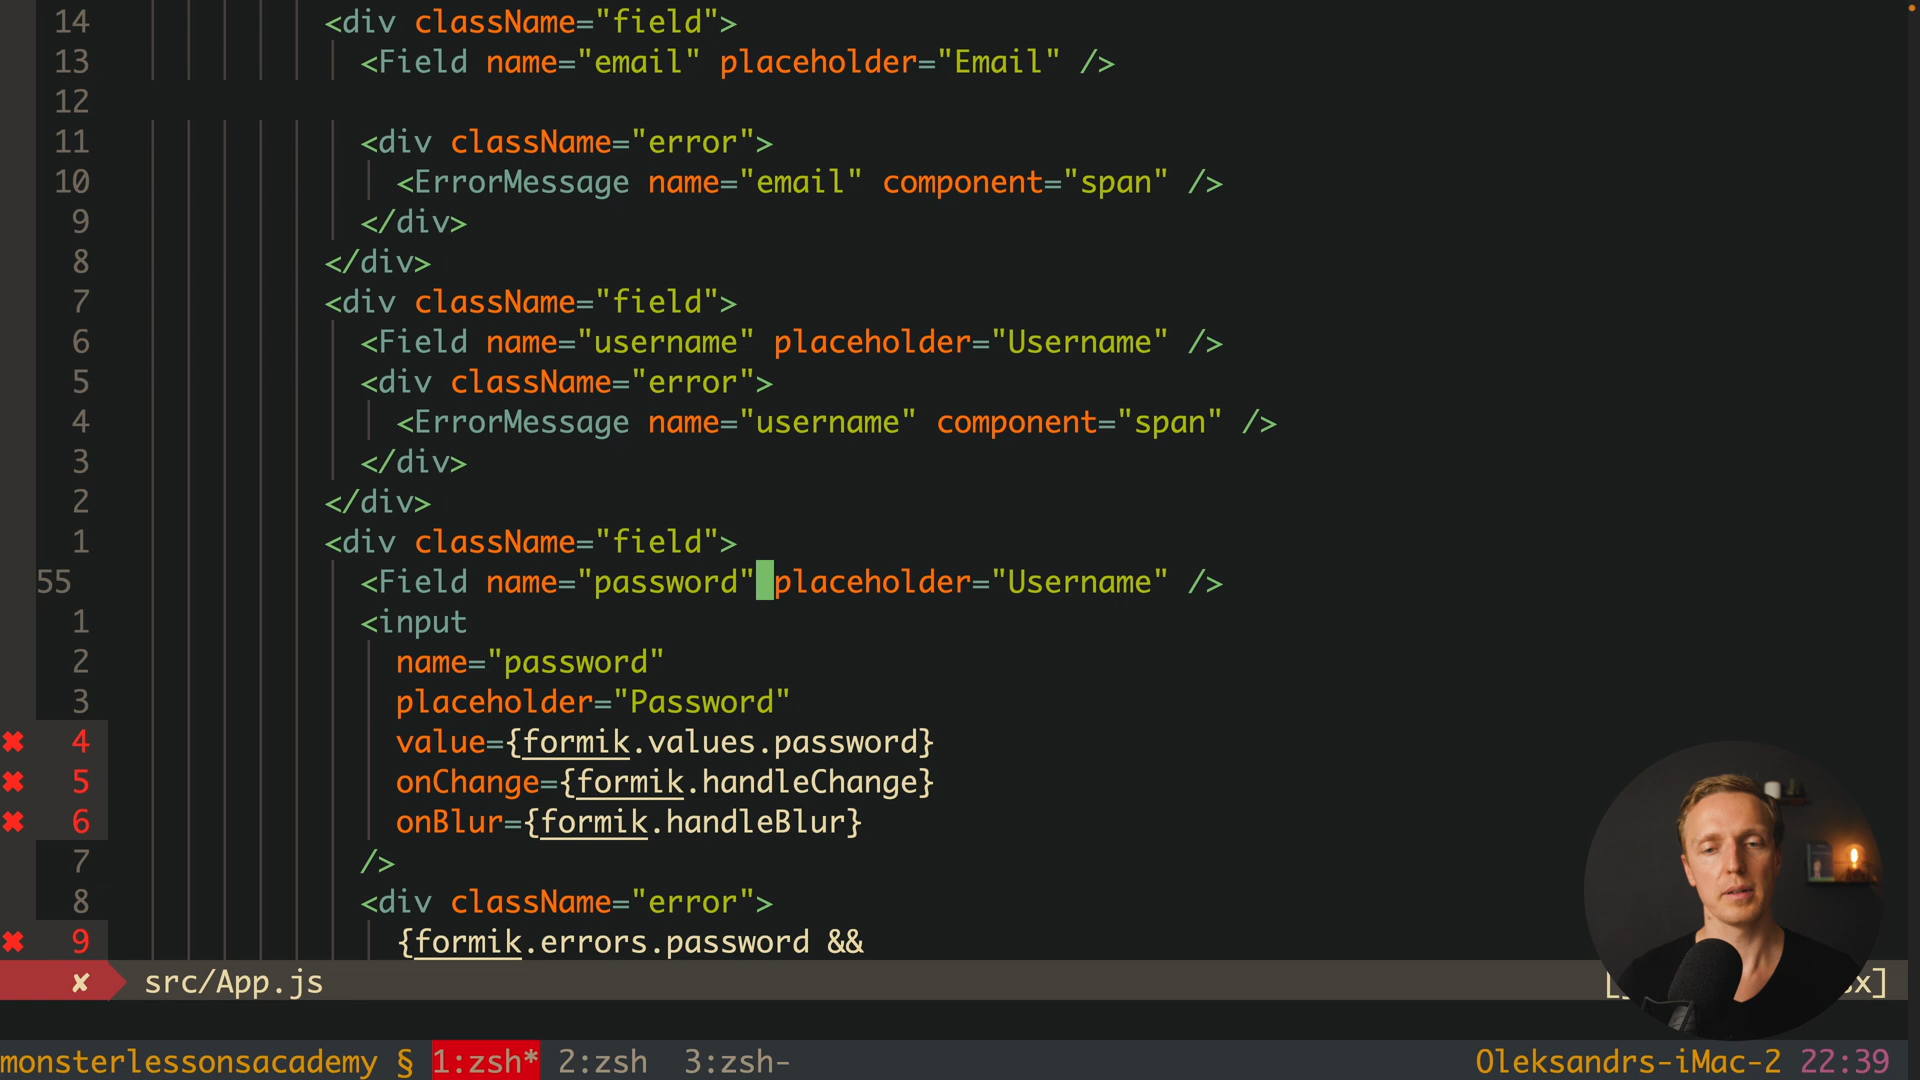 14 <div className="field">
13 <Field name="email" placeholder="Email" />
12
11 <div className="error">
10 <ErrorMessage name="email" component="span" />
9 </div>
8 </div>
7 <div className="field">
6 <Field name="username" placeholder="Username" />
5 <div className="error">
4 <ErrorMessage name="username" component="span" />
3 </div>
2 </div>
1 <div className="field">
55 <Field name="password" placeholder="Username" />
1 <input
2 name="password"
3 placeholder="Password"
✖ 4 value={formik.values.password}
✖ 5 onChange={formik.handleChange}
✖ 6 onBlur={formik.handleBlur}
7 />
8 <div className="error">
✖ 9 {formik.errors.password &&
✘ src/App.js
monsterlessonsacademy § 1:zsh* 2:zsh 3:zsh- Oleksandrs-iMac-2 22:39